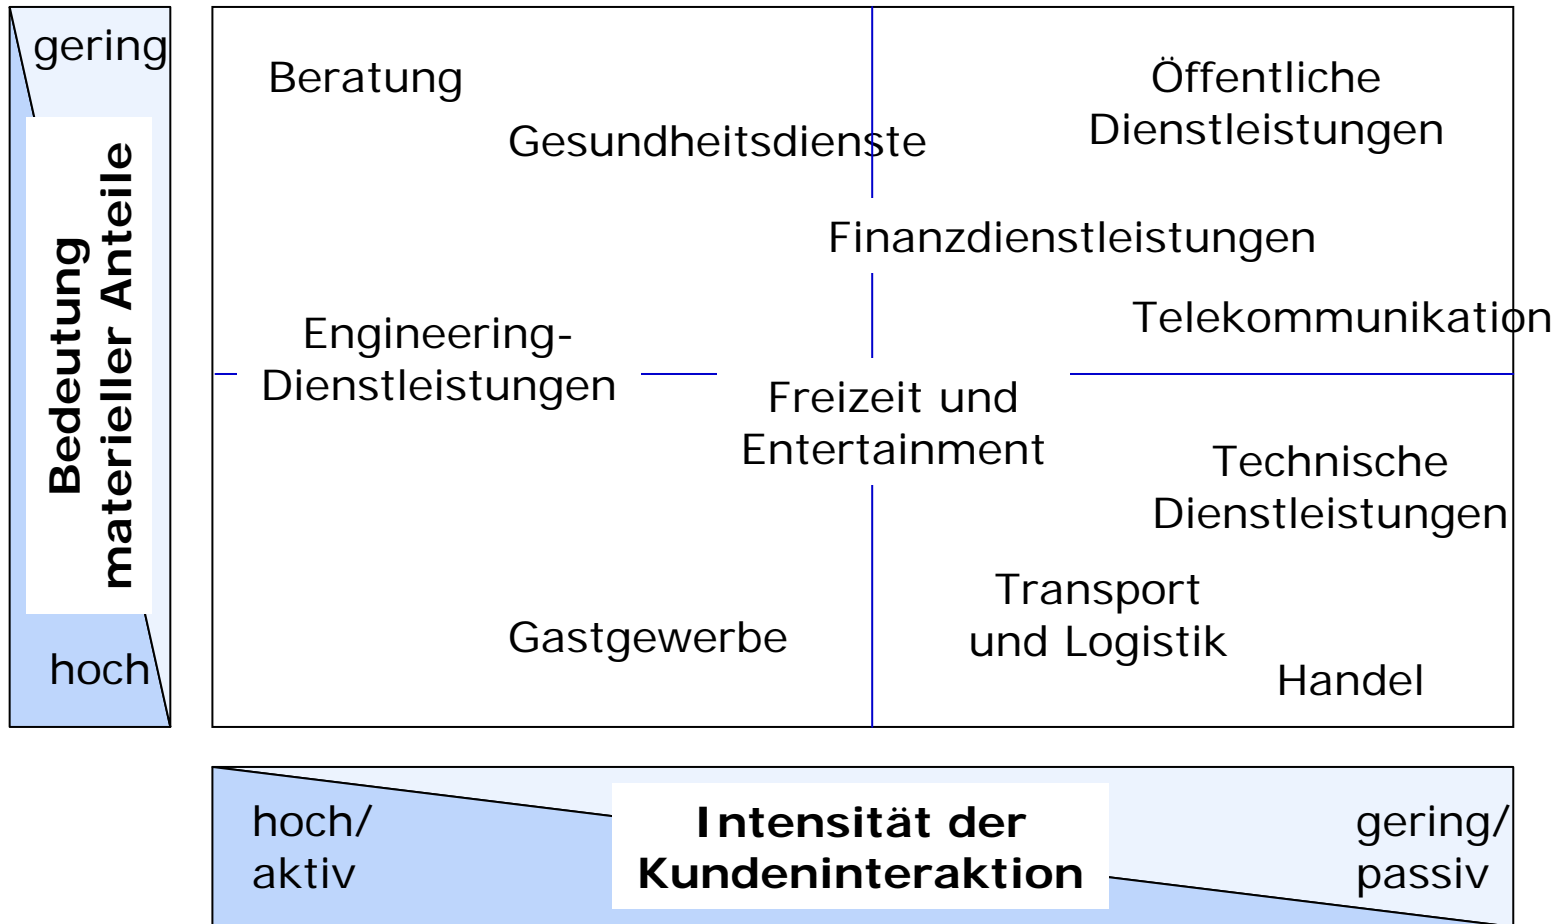 gering
Bedeutung
materieller Anteile
hoch
Beratung
Öffentliche
Dienstleistungen
Gesundheitsdienste
Finanzdienstleistungen
Telekommunikation
Engineering-
Dienstleistungen
Freizeit und
Entertainment
Technische
Dienstleistungen
Transport
und Logistik
Gastgewerbe
Handel
hoch/
aktiv
Intensität der
Kundeninteraktion
gering/
passiv